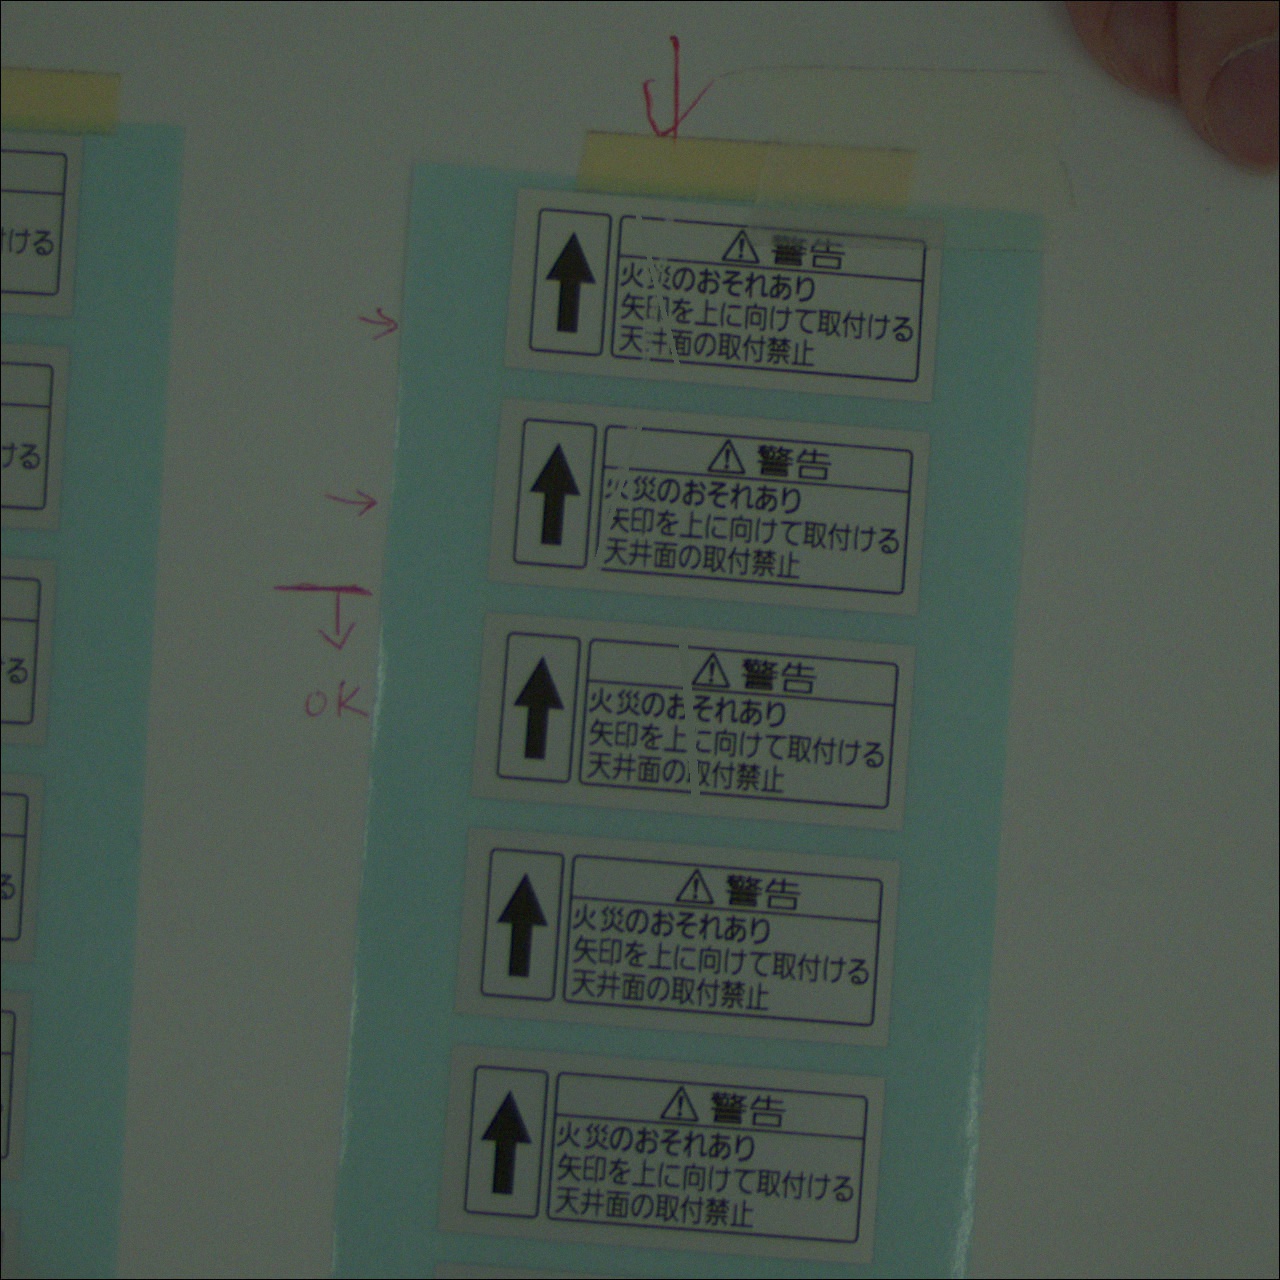 付ける
ける
る
る
⚠ 警告
火災のおそれあり
矢印を上に向けて取付ける
天井面の取付禁止
⚠ 警告
火災のおそれあり
矢印を上に向けて取付ける
天井面の取付禁止
OK
⚠ 警告
火災のおそれあり
矢印を上に向けて取付ける
天井面の取付禁止
⚠ 警告
火災のおそれあり
矢印を上に向けて取付ける
天井面の取付禁止
⚠ 警告
火災のおそれあり
矢印を上に向けて取付ける
天井面の取付禁止